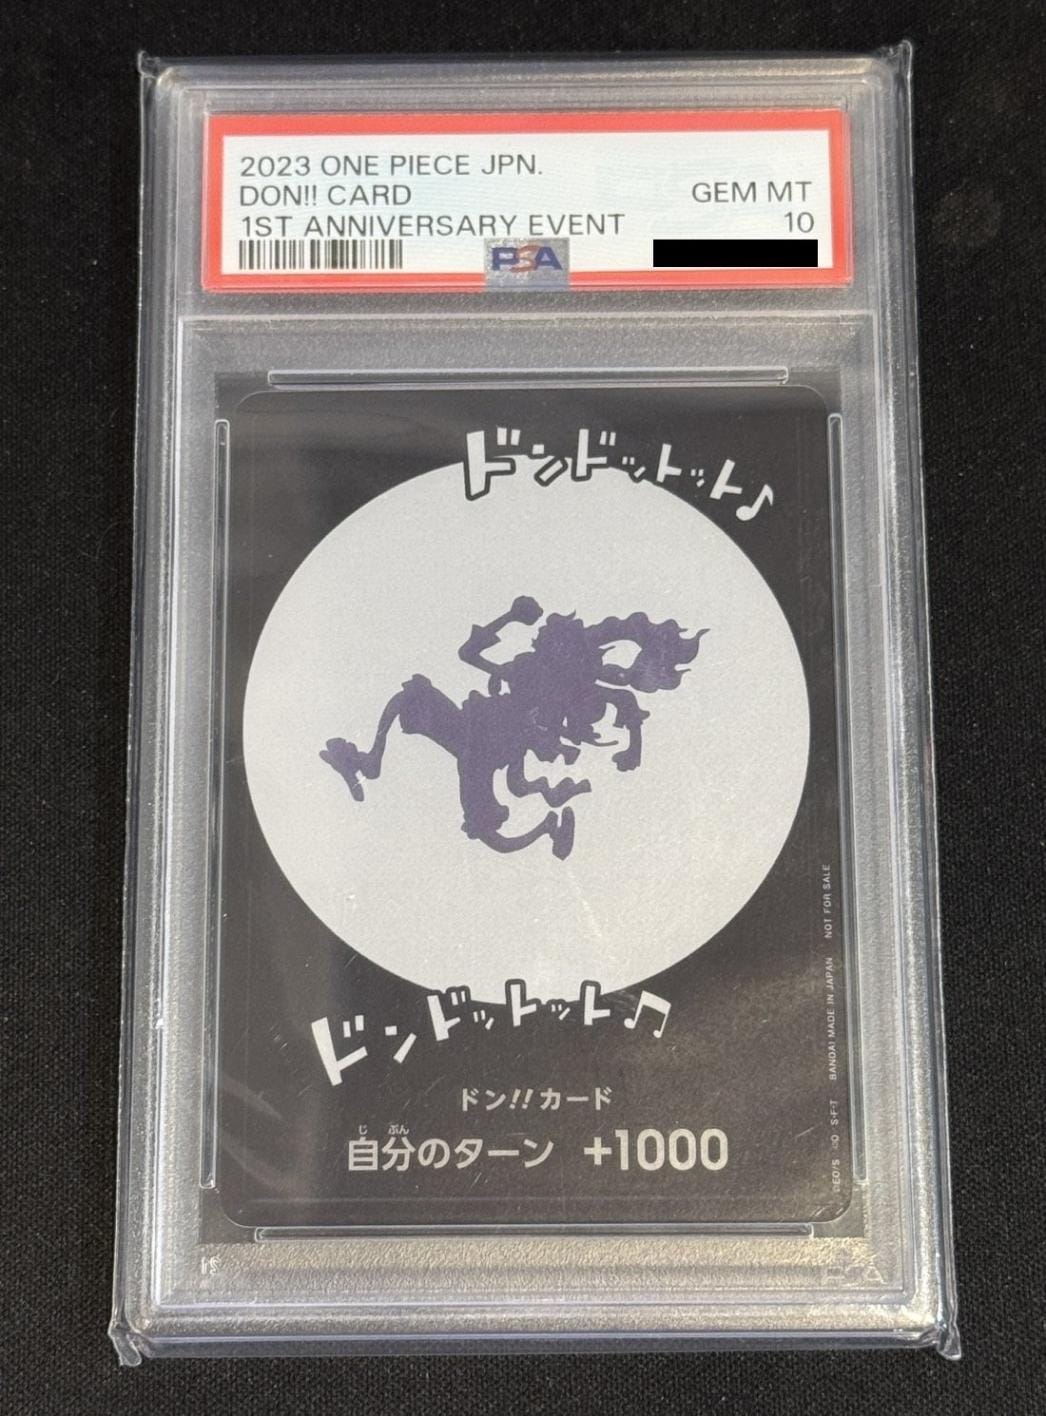 2023 ONE PIECE JPN.
DON!! CARD
GEM MT
1ST ANNIVERSARY EVENT
10
PSA
ドンドットット♪
ドンドットット♫
ドン!!カード
自分のターン +1000
じ ぶん
BANDAI MADE IN JAPAN NOT FOR SALE